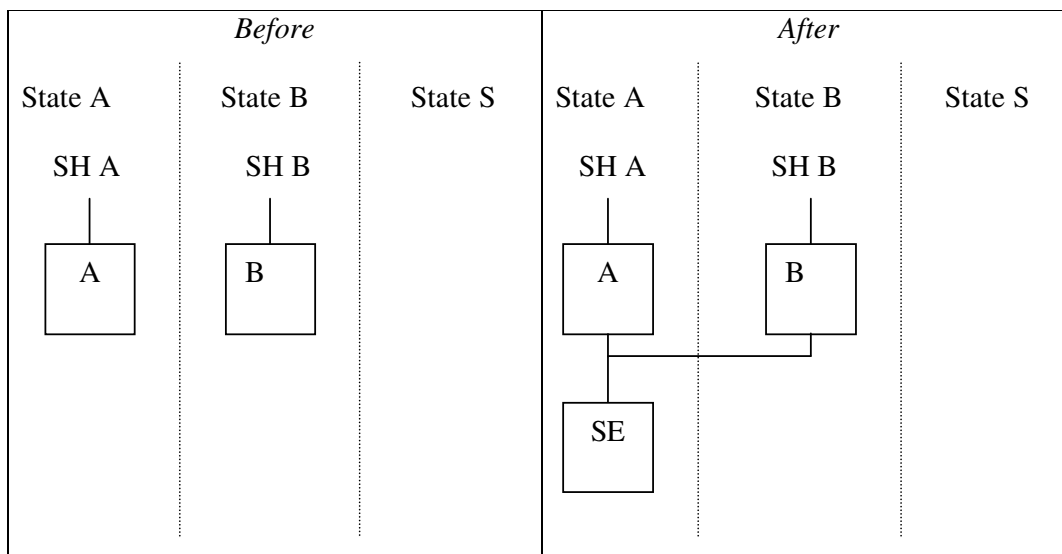 Before
State A State B State S
SH A SH B
A B
After
State A State B State S
SH A SH B
A B
SE